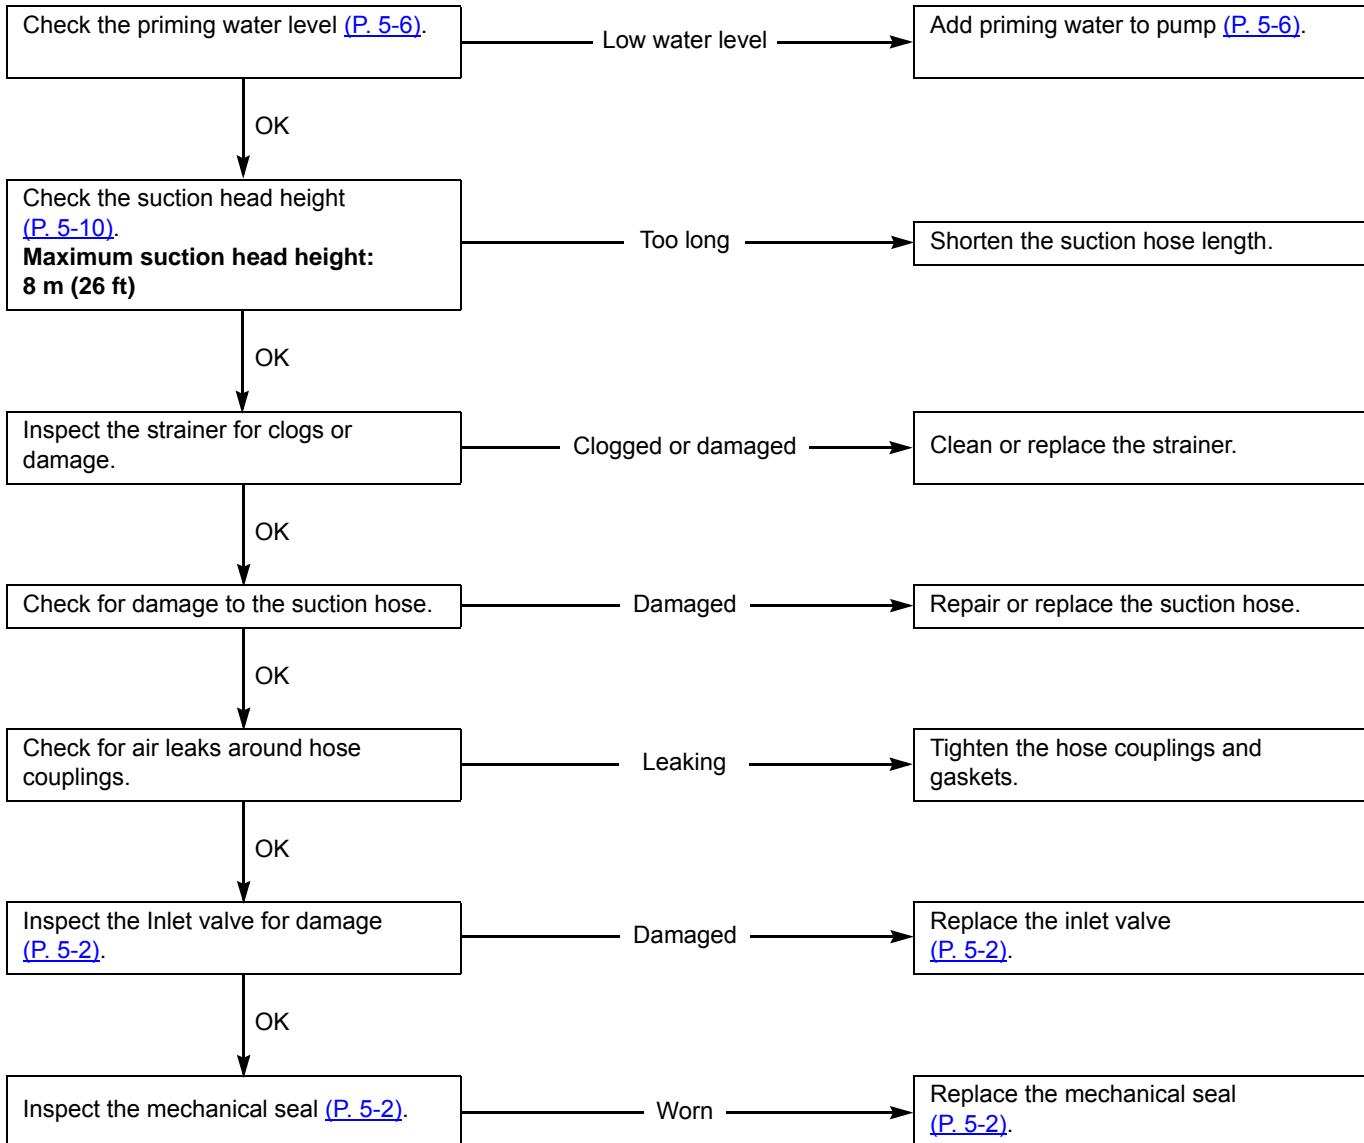 Check the priming water level (P. 5-6).
Low water level
Add priming water to pump (P. 5-6).
OK
Check the suction head height
(P. 5-10).
Maximum suction head height:
8 m (26 ft)
Too long
Shorten the suction hose length.
OK
Inspect the strainer for clogs or
damage.
Clogged or damaged
Clean or replace the strainer.
OK
Check for damage to the suction hose.
Damaged
Repair or replace the suction hose.
OK
Check for air leaks around hose
couplings.
Leaking
Tighten the hose couplings and
gaskets.
OK
Inspect the Inlet valve for damage
(P. 5-2).
Damaged
Replace the inlet valve
(P. 5-2).
OK
Inspect the mechanical seal (P. 5-2).
Worn
Replace the mechanical seal
(P. 5-2).